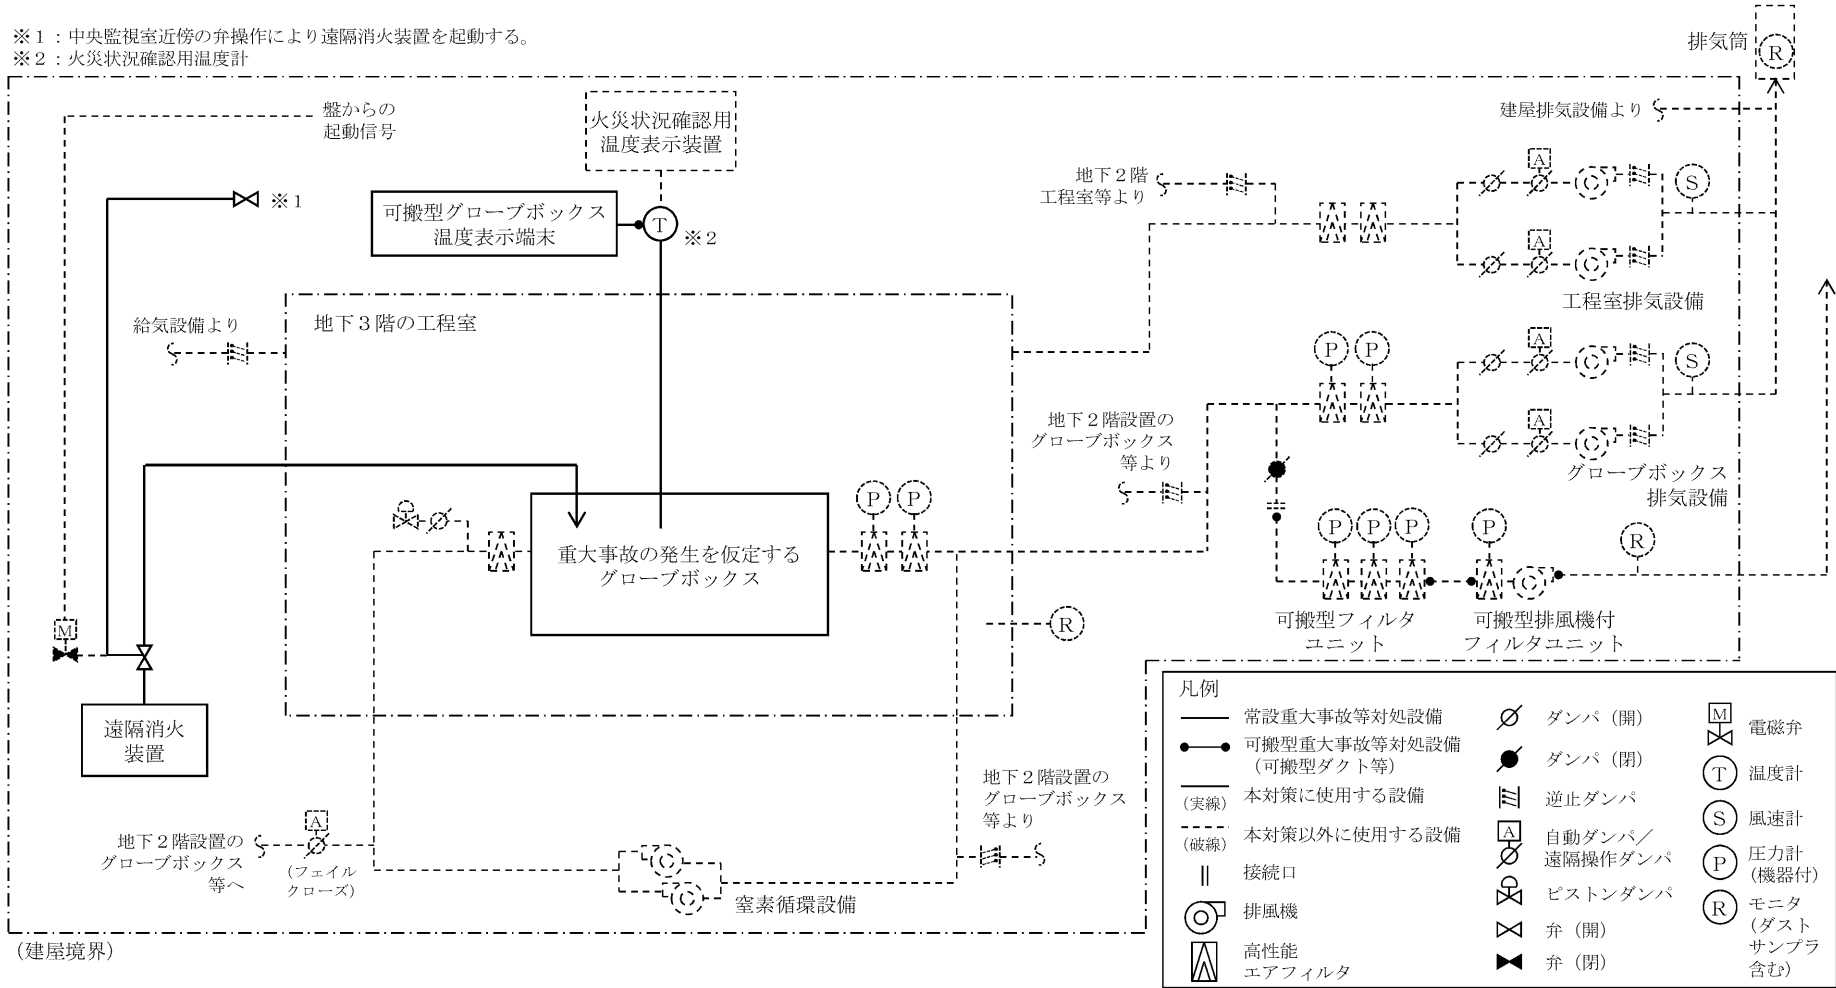 ※１：中央監視室近傍の弁操作により遠隔消火装置を起動する。
※２：火災状況確認用温度計
排気筒
R
盤からの
起動信号
火災状況確認用
温度表示装置
建屋排気設備より
※１
可搬型グローブボックス
温度表示端末
T
※２
地下２階
工程室等より
A
S
A
工程室排気設備
給気設備より
地下３階の工程室
P
P
A
S
地下２階設置の
グローブボックス
等より
A
グローブボックス
排気設備
P
P
重大事故の発生を仮定する
グローブボックス
P
P
P
P
R
可搬型フィルタ
ユニット
可搬型排風機付
フィルタユニット
R
M
遠隔消火
装置
地下２階設置の
グローブボックス
等より
A
地下２階設置の
グローブボックス
等へ
（フェイル
クローズ）
窒素循環設備
（建屋境界）
凡例
常設重大事故等対処設備
可搬型重大事故等対処設備
（可搬型ダクト等）
（実線）
本対策に使用する設備
（破線）
本対策以外に使用する設備
接続口
排風機
高性能
エアフィルタ
ダンパ（開）
ダンパ（閉）
逆止ダンパ
A
自動ダンパ／
遠隔操作ダンパ
ピストンダンパ
弁（開）
弁（閉）
M
電磁弁
T
温度計
S
風速計
P
圧力計
（機器付）
R
モニタ
（ダスト
サンプラ
含む）